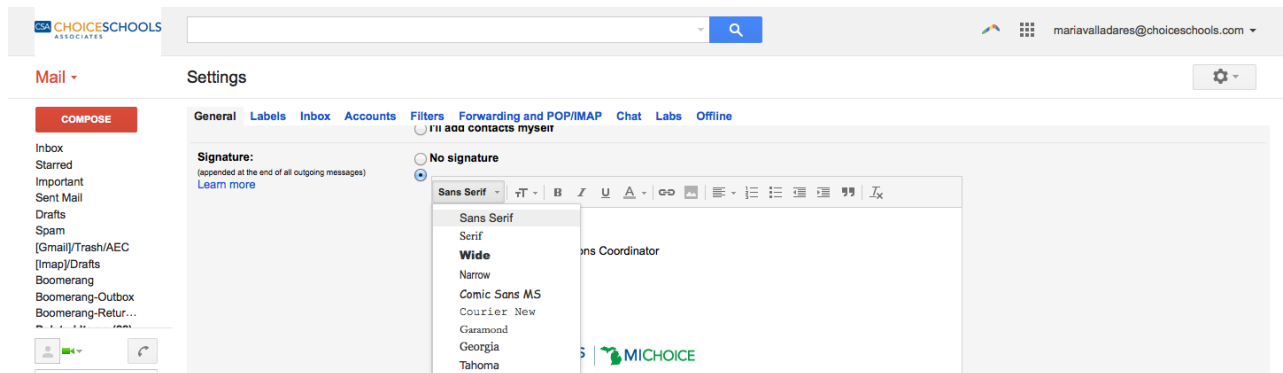 CSA CHOICESCHOOLS
ASSOCIATES
mariavalladares@choiceschools.com
Mail
Settings
COMPOSE
General Labels Inbox Accounts Filters Forwarding and POP/IMAP Chat Labs Offline
I'll add contacts myself
Inbox
Starred
Important
Sent Mail
Drafts
Spam
[Gmail]/Trash/AEC
[Imap]/Drafts
Boomerang
Boomerang-Outbox
Boomerang-Retur...
Signature:
(appended at the end of all outgoing messages)
Learn more
No signature
Sans Serif
Sans Serif
Serif
Wide
Narrow
Comic Sans MS
Courier New
Garamond
Georgia
Tahoma
ons Coordinator
S MICHOICE